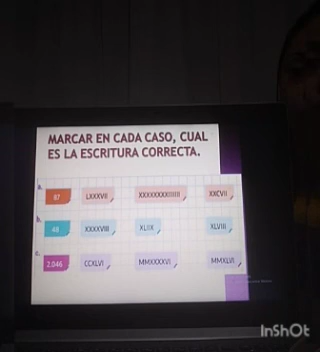 MARCAR EN CADA CASO, CUAL
ES LA ESCRITURA CORRECTA.
a.
87 LXXXVII XXCVII
b.
48 XXXXVIII XLIIX XLVIII
c.
2.046 CCXLVI MMXXXXVI MMXLVI
InShOt